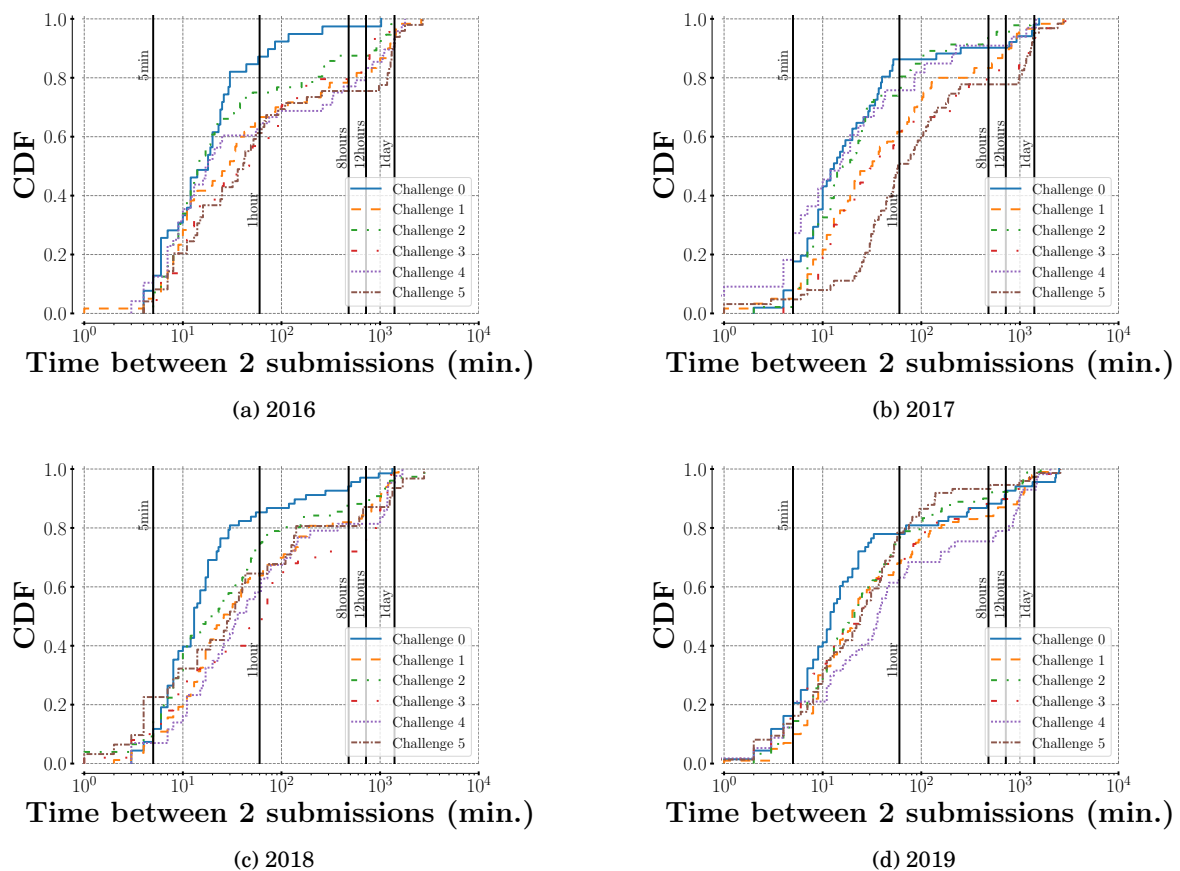 1.0
0.8
0.6
0.4
0.2
0.0
CDF
5min
1hour
8hours
12hours
1day
Challenge 0
Challenge 1
Challenge 2
Challenge 3
Challenge 4
Challenge 5
10^0 10^1 10^2 10^3 10^4
Time between 2 submissions (min.)
(a) 2016
1.0
0.8
0.6
0.4
0.2
0.0
CDF
5min
1hour
8hours
12hours
1day
Challenge 0
Challenge 1
Challenge 2
Challenge 3
Challenge 4
Challenge 5
10^0 10^1 10^2 10^3 10^4
Time between 2 submissions (min.)
(b) 2017
1.0
0.8
0.6
0.4
0.2
0.0
CDF
5min
1hour
8hours
12hours
1day
Challenge 0
Challenge 1
Challenge 2
Challenge 3
Challenge 4
Challenge 5
10^0 10^1 10^2 10^3 10^4
Time between 2 submissions (min.)
(c) 2018
1.0
0.8
0.6
0.4
0.2
0.0
CDF
5min
1hour
8hours
12hours
1day
Challenge 0
Challenge 1
Challenge 2
Challenge 3
Challenge 4
Challenge 5
10^0 10^1 10^2 10^3 10^4
Time between 2 submissions (min.)
(d) 2019